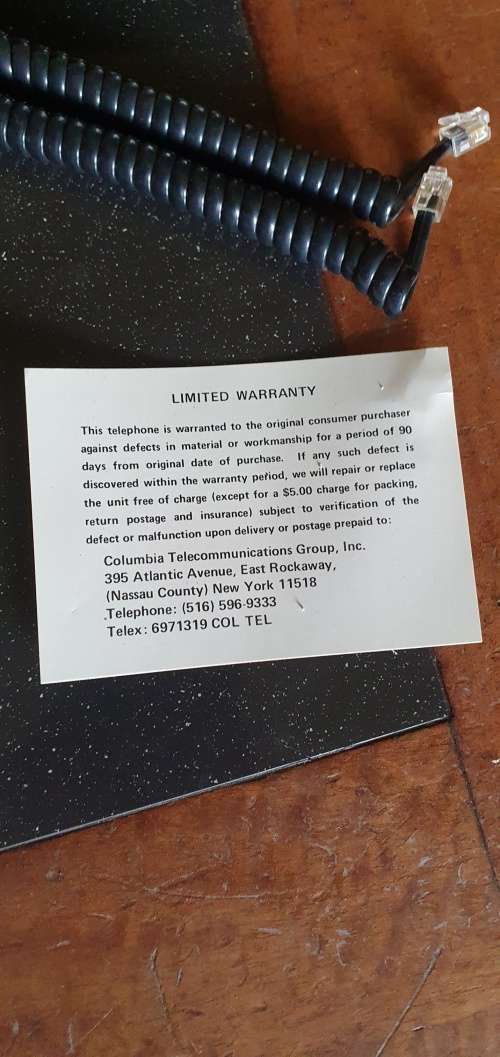 LIMITED WARRANTY
This telephone is warranted to the original consumer purchaser
against defects in material or workmanship for a period of 90
days from original date of purchase. If any such defect is
discovered within the warranty period, we will repair or replace
the unit free of charge (except for a $5.00 charge for packing,
return postage and insurance) subject to verification of the
defect or malfunction upon delivery or postage prepaid to:
Columbia Telecommunications Group, Inc.
395 Atlantic Avenue, East Rockaway,
(Nassau County) New York 11518
Telephone: (516) 596-9333
Telex: 6971319 COL TEL